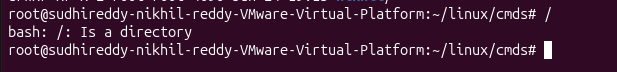 root@sudhireddy-nikhil-reddy-VMware-Virtual-Platform:~/linux/cmds# /
bash: /: Is a directory
root@sudhireddy-nikhil-reddy-VMware-Virtual-Platform:~/linux/cmds#